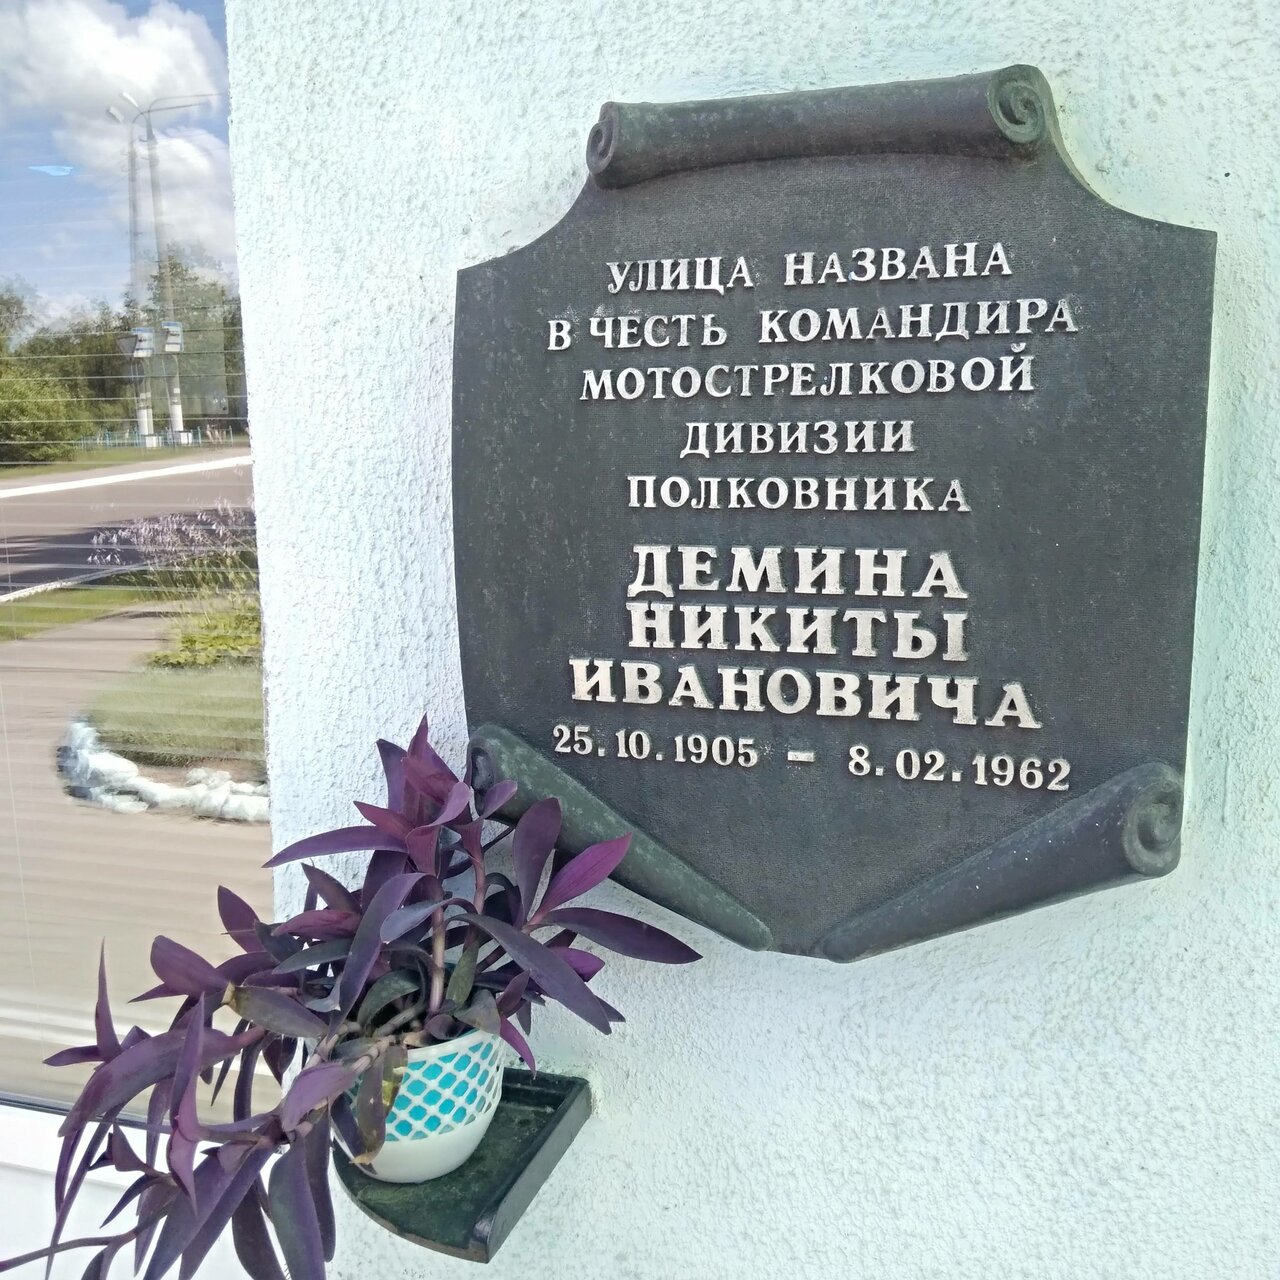 УЛИЦА НАЗВАНА
В ЧЕСТЬ КОМАНДИРА
МОТОСТРЕЛКОВОЙ
ДИВИЗИИ
ПОЛКОВНИКА
ДЕМИНА
НИКИТЫ
ИВАНОВИЧА
25.10.1905 – 8.02.1962